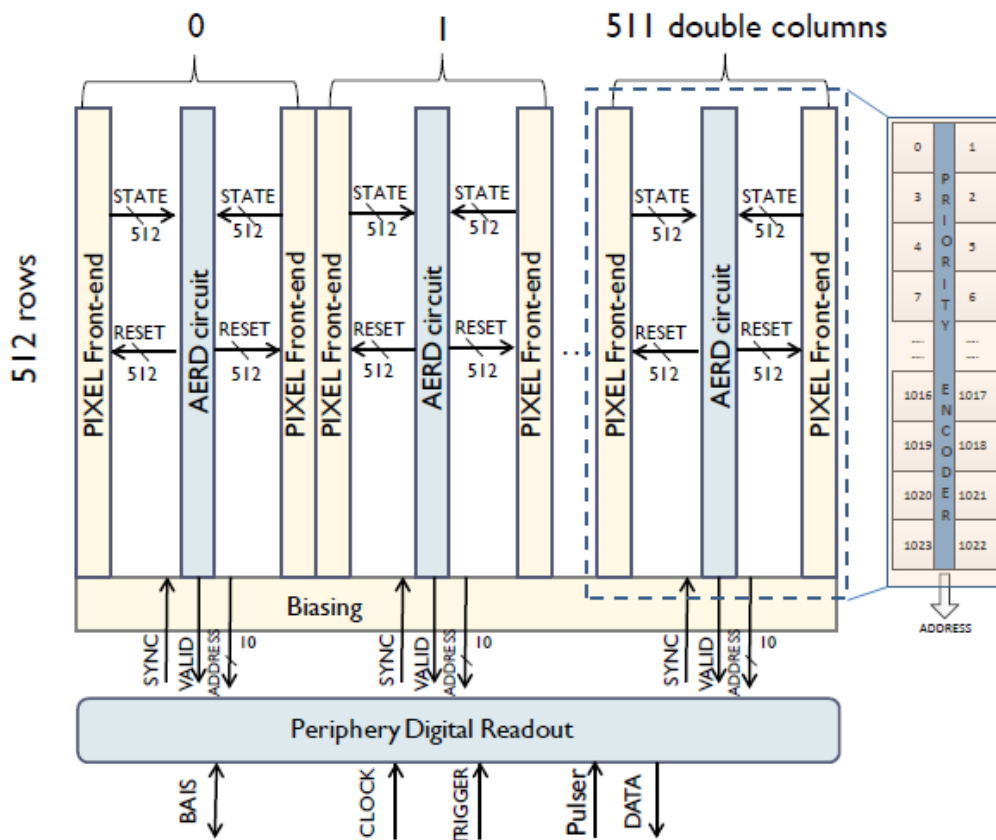 0
1
511 double columns
512 rows
PIXEL Front-end
STATE
512
RESET
512
AERD circuit
STATE
512
RESET
512
PIXEL Front-end
PIXEL Front-end
STATE
512
RESET
512
AERD circuit
STATE
512
RESET
512
PIXEL Front-end
...
PIXEL Front-end
STATE
512
RESET
512
AERD circuit
STATE
512
RESET
512
PIXEL Front-end
0
1
3
2
4
5
7
6
.... ....
.... ....
1016
1017
1019
1018
1020
1021
1023
1022
PRIORITY ENCODER
ADDRESS
Biasing
SYNC
VALID
ADDRESS
10
SYNC
VALID
ADDRESS
10
SYNC
VALID
ADDRESS
10
Periphery Digital Readout
BAIS
CLOCK
TRIGGER
Pulser
DATA